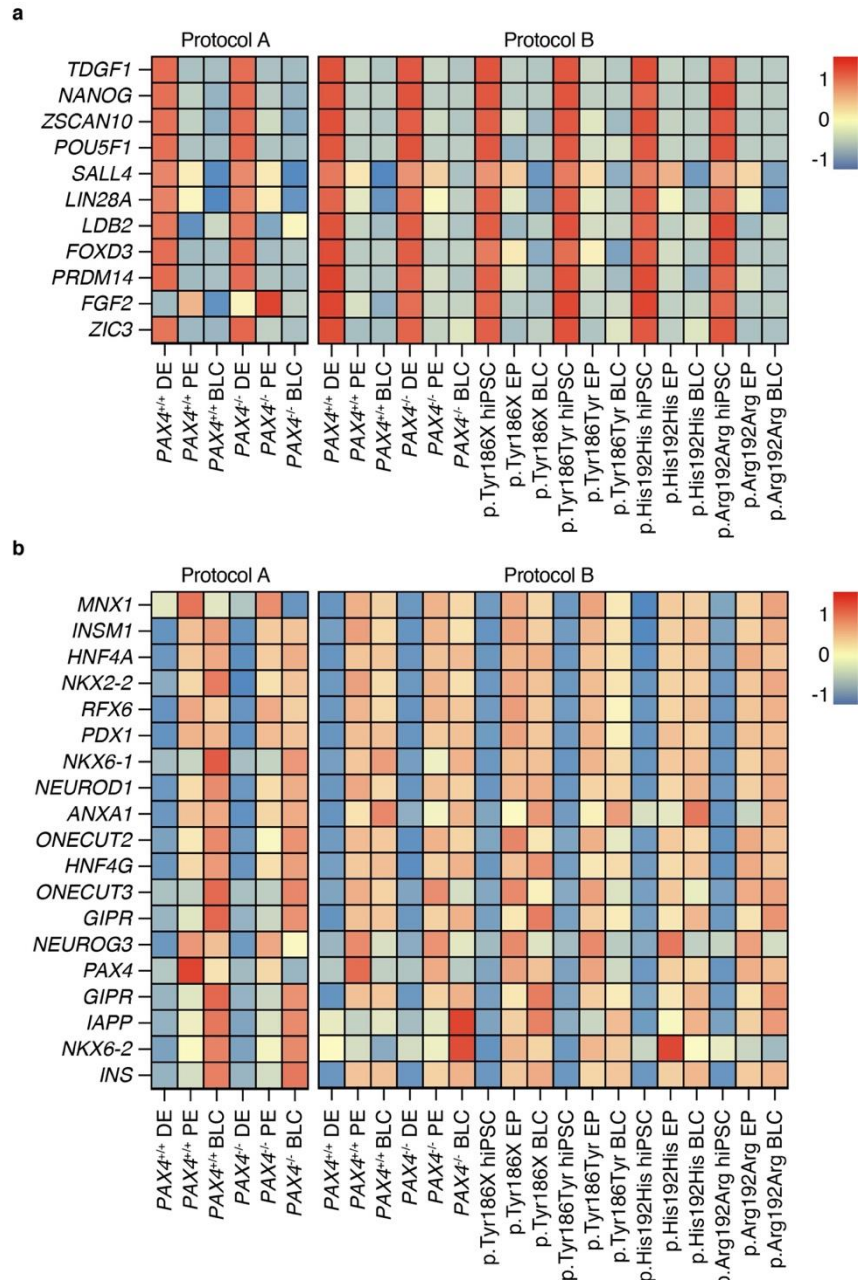 a
Protocol A
Protocol B
TDGF1
NANOG
ZSCAN10
POU5F1
SALL4
LIN28A
LDB2
FOXD3
PRDM14
FGF2
ZIC3
1
0
-1
PAX4+/+ DE
PAX4+/+ PE
PAX4+/+ BLC
PAX4-/- DE
PAX4-/- PE
PAX4-/- BLC
PAX4+/+ DE
PAX4+/+ PE
PAX4+/+ BLC
PAX4-/- DE
PAX4-/- PE
PAX4-/- BLC
p.Tyr186X hiPSC
p.Tyr186X EP
p.Tyr186X BLC
p.Tyr186Tyr hiPSC
p.Tyr186Tyr EP
p.Tyr186Tyr BLC
p.His192His hiPSC
p.His192His EP
p.His192His BLC
p.Arg192Arg hiPSC
p.Arg192Arg EP
p.Arg192Arg BLC
b
Protocol A
Protocol B
MNX1
INSM1
HNF4A
NKX2-2
RFX6
PDX1
NKX6-1
NEUROD1
ANXA1
ONECUT2
HNF4G
ONECUT3
GIPR
NEUROG3
PAX4
GIPR
IAPP
NKX6-2
INS
1
0
-1
PAX4+/+ DE
PAX4+/+ PE
PAX4+/+ BLC
PAX4-/- DE
PAX4-/- PE
PAX4-/- BLC
PAX4+/+ DE
PAX4+/+ PE
PAX4+/+ BLC
PAX4-/- DE
PAX4-/- PE
PAX4-/- BLC
p.Tyr186X hiPSC
p.Tyr186X EP
p.Tyr186X BLC
p.Tyr186Tyr hiPSC
p.Tyr186Tyr EP
p.Tyr186Tyr BLC
p.His192His hiPSC
p.His192His EP
p.His192His BLC
p.Arg192Arg hiPSC
p.Arg192Arg EP
p.Arg192Arg BLC